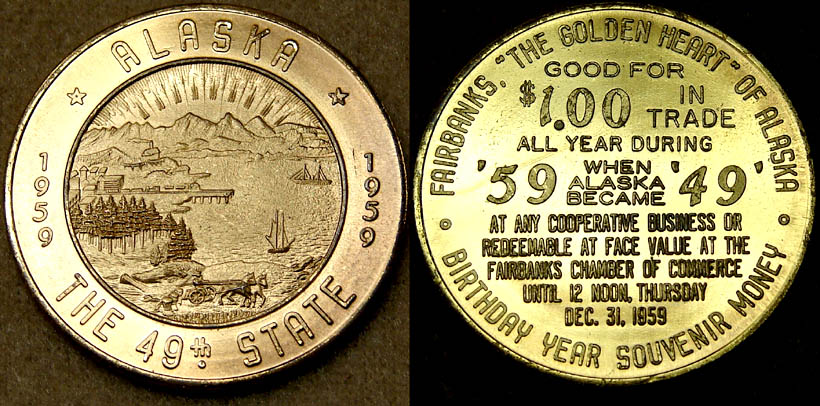 ALASKA
1959
1959
THE 49th STATE
FAIRBANKS, "THE GOLDEN HEART" OF ALASKA
GOOD FOR
$1.00 IN TRADE
ALL YEAR DURING
'59 WHEN ALASKA BECAME '49'
AT ANY COOPERATIVE BUSINESS OR
REDEEMABLE AT FACE VALUE AT THE
FAIRBANKS CHAMBER OF COMMERCE
UNTIL 12 NOON, THURSDAY
DEC. 31, 1959
BIRTHDAY YEAR SOUVENIR MONEY